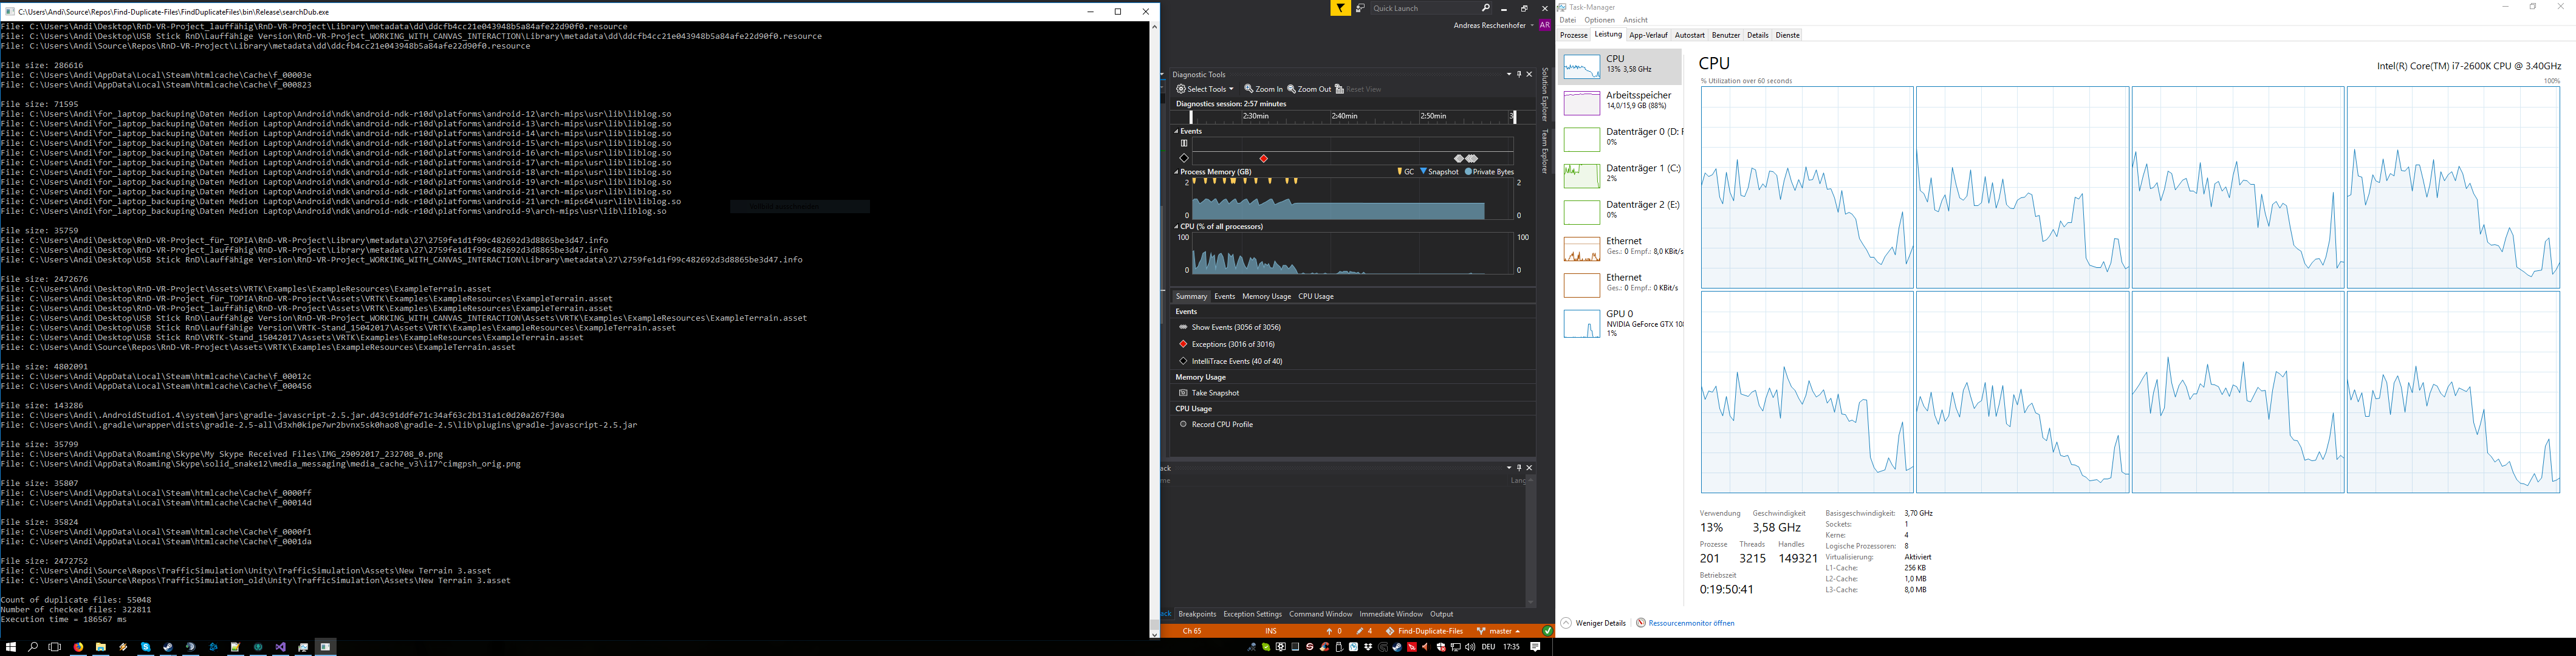 C:\Users\Andi\Source\Repos\Find-Duplicate-Files\FindDuplicateFiles\bin\Release\searchDub.exe
File: C:\Users\Andi\Desktop\RnD-VR-Project_lauffähig\RnD-VR-Project\Library\metadata\dd\ddcfb4cc21e043948b5a84afe22d90f0.resource
File: C:\Users\Andi\Desktop\USB Stick RnD\Lauffähige Version\RnD-VR-Project_WORKING_WITH_CANVAS_INTERACTION\Library\metadata\dd\ddcfb4cc21e043948b5a84afe22d90f0.resource
File: C:\Users\Andi\Source\Repos\RnD-VR-Project\Library\metadata\dd\ddcfb4cc21e043948b5a84afe22d90f0.resource
File size: 286616
File: C:\Users\Andi\AppData\Local\Steam\htmlcache\Cache\f_00003e
File: C:\Users\Andi\AppData\Local\Steam\htmlcache\Cache\f_000823
File size: 71595
File: C:\Users\Andi\for_laptop_backuping\Daten Medion Laptop\Android\ndk\android-ndk-r10d\platforms\android-12\arch-mips\usr\lib\liblog.so
File: C:\Users\Andi\for_laptop_backuping\Daten Medion Laptop\Android\ndk\android-ndk-r10d\platforms\android-13\arch-mips\usr\lib\liblog.so
File: C:\Users\Andi\for_laptop_backuping\Daten Medion Laptop\Android\ndk\android-ndk-r10d\platforms\android-14\arch-mips\usr\lib\liblog.so
File: C:\Users\Andi\for_laptop_backuping\Daten Medion Laptop\Android\ndk\android-ndk-r10d\platforms\android-15\arch-mips\usr\lib\liblog.so
File: C:\Users\Andi\for_laptop_backuping\Daten Medion Laptop\Android\ndk\android-ndk-r10d\platforms\android-16\arch-mips\usr\lib\liblog.so
File: C:\Users\Andi\for_laptop_backuping\Daten Medion Laptop\Android\ndk\android-ndk-r10d\platforms\android-17\arch-mips\usr\lib\liblog.so
File: C:\Users\Andi\for_laptop_backuping\Daten Medion Laptop\Android\ndk\android-ndk-r10d\platforms\android-18\arch-mips\usr\lib\liblog.so
File: C:\Users\Andi\for_laptop_backuping\Daten Medion Laptop\Android\ndk\android-ndk-r10d\platforms\android-19\arch-mips\usr\lib\liblog.so
File: C:\Users\Andi\for_laptop_backuping\Daten Medion Laptop\Android\ndk\android-ndk-r10d\platforms\android-21\arch-mips\usr\lib\liblog.so
File: C:\Users\Andi\for_laptop_backuping\Daten Medion Laptop\Android\ndk\android-ndk-r10d\platforms\android-21\arch-mips64\usr\lib\liblog.so
File: C:\Users\Andi\for_laptop_backuping\Daten Medion Laptop\Android\ndk\android-ndk-r10d\platforms\android-9\arch-mips\usr\lib\liblog.so
File size: 35759
File: C:\Users\Andi\Desktop\RnD-VR-Project_für_TOPIA\RnD-VR-Project\Library\metadata\27\2759fe1d1f99c482692d3d8865be3d47.info
File: C:\Users\Andi\Desktop\RnD-VR-Project_lauffähig\RnD-VR-Project\Library\metadata\27\2759fe1d1f99c482692d3d8865be3d47.info
File: C:\Users\Andi\Desktop\USB Stick RnD\Lauffähige Version\RnD-VR-Project_WORKING_WITH_CANVAS_INTERACTION\Library\metadata\27\2759fe1d1f99c482692d3d8865be3d47.info
File size: 2472676
File: C:\Users\Andi\Desktop\RnD-VR-Project\Assets\VRTK\Examples\ExampleResources\ExampleTerrain.asset
File: C:\Users\Andi\Desktop\RnD-VR-Project_für_TOPIA\RnD-VR-Project\Assets\VRTK\Examples\ExampleResources\ExampleTerrain.asset
File: C:\Users\Andi\Desktop\RnD-VR-Project_lauffähig\RnD-VR-Project\Assets\VRTK\Examples\ExampleResources\ExampleTerrain.asset
File: C:\Users\Andi\Desktop\USB Stick RnD\Lauffähige Version\RnD-VR-Project_WORKING_WITH_CANVAS_INTERACTION\Assets\VRTK\Examples\ExampleResources\ExampleTerrain.asset
File: C:\Users\Andi\Desktop\USB Stick RnD\Lauffähige Version\VRTK-Stand_15042017\Assets\VRTK\Examples\ExampleResources\ExampleTerrain.asset
File: C:\Users\Andi\Desktop\USB Stick RnD\VRTK-Stand_15042017\Assets\VRTK\Examples\ExampleResources\ExampleTerrain.asset
File: C:\Users\Andi\Source\Repos\RnD-VR-Project\Assets\VRTK\Examples\ExampleResources\ExampleTerrain.asset
File size: 4802091
File: C:\Users\Andi\AppData\Local\Steam\htmlcache\Cache\f_00012c
File: C:\Users\Andi\AppData\Local\Steam\htmlcache\Cache\f_000456
File size: 143286
File: C:\Users\Andi\.AndroidStudio1.4\system\jars\gradle-javascript-2.5.jar.d43c91ddfe71c34af63c2b131a1c0d20a267f30a
File: C:\Users\Andi\.gradle\wrapper\dists\gradle-2.5-all\d3xh0kipe7wr2bvnx5sk0hao8\gradle-2.5\lib\plugins\gradle-javascript-2.5.jar
File size: 35799
File: C:\Users\Andi\AppData\Roaming\Skype\My Skype Received Files\IMG_29092017_232708_0.png
File: C:\Users\Andi\AppData\Roaming\Skype\solid_snake12\media_messaging\media_cache_v3\i17^cimgpsh_orig.png
File size: 35807
File: C:\Users\Andi\AppData\Local\Steam\htmlcache\Cache\f_0000ff
File: C:\Users\Andi\AppData\Local\Steam\htmlcache\Cache\f_00014d
File size: 35824
File: C:\Users\Andi\AppData\Local\Steam\htmlcache\Cache\f_0000f1
File: C:\Users\Andi\AppData\Local\Steam\htmlcache\Cache\f_0001da
File size: 2472752
File: C:\Users\Andi\Source\Repos\TrafficSimulation\Unity\TrafficSimulation\Assets\New Terrain 3.asset
File: C:\Users\Andi\Source\Repos\TrafficSimulation_old\Unity\TrafficSimulation\Assets\New Terrain 3.asset
Count of duplicate files: 55048
Number of checked files: 322811
Execution time = 186567 ms
Quick Launch
Andreas Reschenhofer AR
Solution Explorer
Team Explorer
Diagnostic Tools
Select Tools Zoom In Zoom Out Reset View
Diagnostics session: 2:57 minutes
2:30min 2:40min 2:50min 3
Events
Process Memory (GB) GC Snapshot Private Bytes
2 2
0 0
CPU (% of all processors)
100 100
0 0
Summary Events Memory Usage CPU Usage
Events
Show Events (3056 of 3056)
Exceptions (3016 of 3016)
IntelliTrace Events (40 of 40)
Memory Usage
Take Snapshot
CPU Usage
Record CPU Profile
ack
me Lang
ack Breakpoints Exception Settings Command Window Immediate Window Output
Ch 65 INS 0 4 Find-Duplicate-Files master
DEU 17:35
Task-Manager
Datei Optionen Ansicht
Prozesse Leistung App-Verlauf Autostart Benutzer Details Dienste
CPU
13% 3,58 GHz
Arbeitsspeicher
14,0/15,9 GB (88%)
Datenträger 0 (D: F
0%
Datenträger 1 (C:)
2%
Datenträger 2 (E:)
0%
Ethernet
Ges.: 0 Empf.: 8,0 KBit/s
Ethernet
Ges.: 0 Empf.: 0 KBit/s
GPU 0
NVIDIA GeForce GTX 108
1%
CPU Intel(R) Core(TM) i7-2600K CPU @ 3.40GHz
% Utilization over 60 seconds 100%
Verwendung Geschwindigkeit
13% 3,58 GHz
Prozesse Threads Handles
201 3215 149321
Betriebszeit
0:19:50:41
Basisgeschwindigkeit: 3,70 GHz
Sockets: 1
Kerne: 4
Logische Prozessoren: 8
Virtualisierung: Aktiviert
L1-Cache: 256 KB
L2-Cache: 1,0 MB
L3-Cache: 8,0 MB
Weniger Details Ressourcenmonitor öffnen